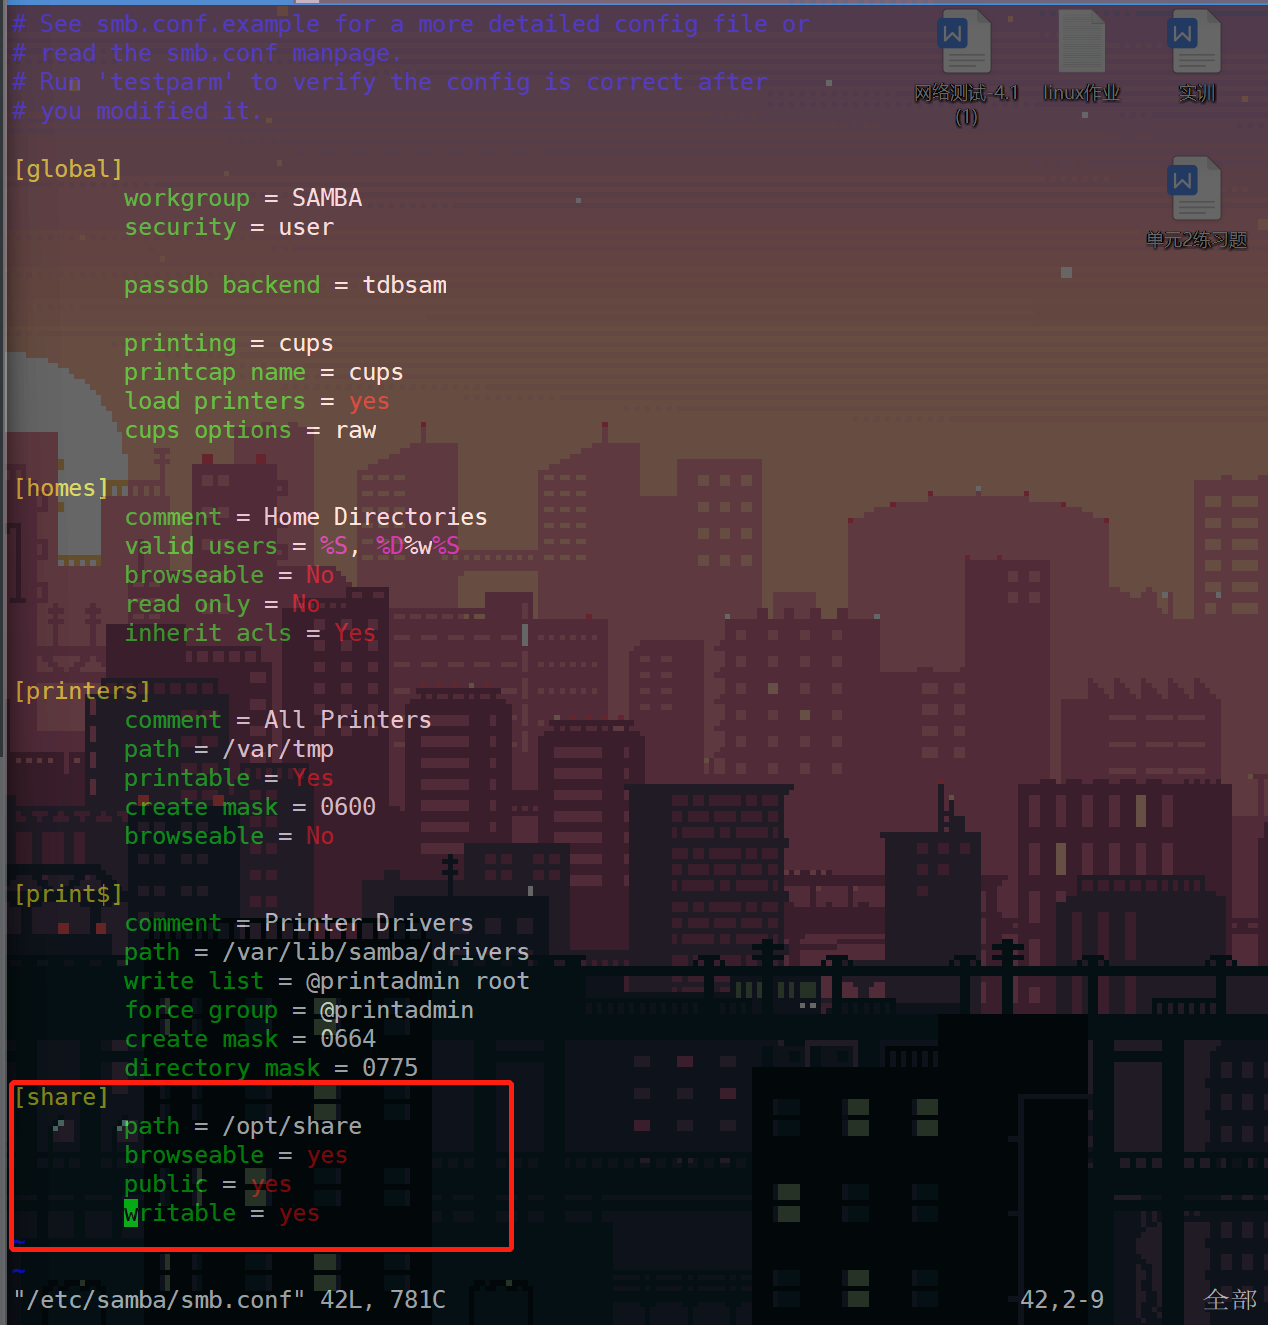 # See smb.conf.example for a more detailed config file or
# read the smb.conf manpage.
# Run 'testparm' to verify the config is correct after
# you modified it.
[global]
workgroup = SAMBA
security = user
passdb backend = tdbsam
printing = cups
printcap name = cups
load printers = yes
cups options = raw
[homes]
comment = Home Directories
valid users = %S, %D%w%S
browseable = No
read only = No
inherit acls = Yes
[printers]
comment = All Printers
path = /var/tmp
printable = Yes
create mask = 0600
browseable = No
[print$]
comment = Printer Drivers
path = /var/lib/samba/drivers
write list = @printadmin root
force group = @printadmin
create mask = 0664
directory mask = 0775
[share]
path = /opt/share
browseable = yes
public = yes
writable = yes
~
~
"/etc/samba/smb.conf" 42L, 781C 42,2-9 全部
网络测试-4.1
(1)
linux作业
实训
单元2练习题